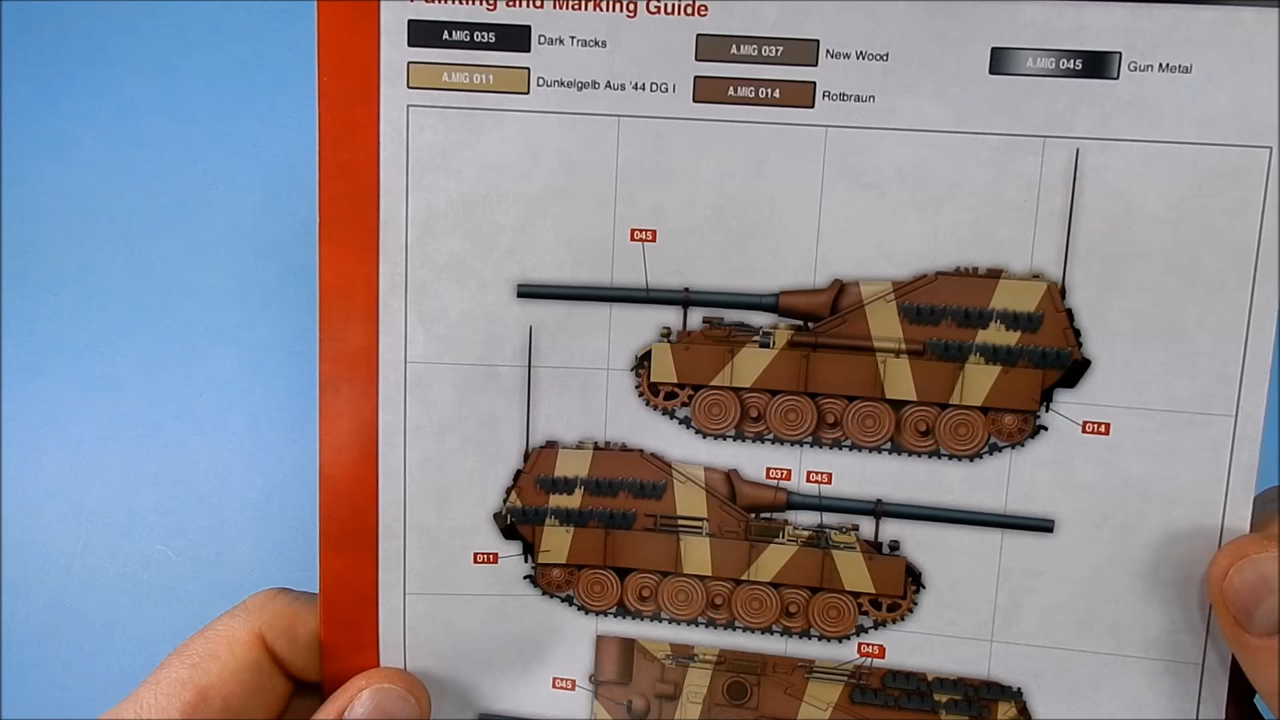 Painting and Marking Guide
A.MIG 035 Dark Tracks
A.MIG 037 New Wood
A.MIG 045 Gun Metal
A.MIG 011 Dunkelgelb Aus '44 DG I
A.MIG 014 Rotbraun
045
014
037
045
011
045
045